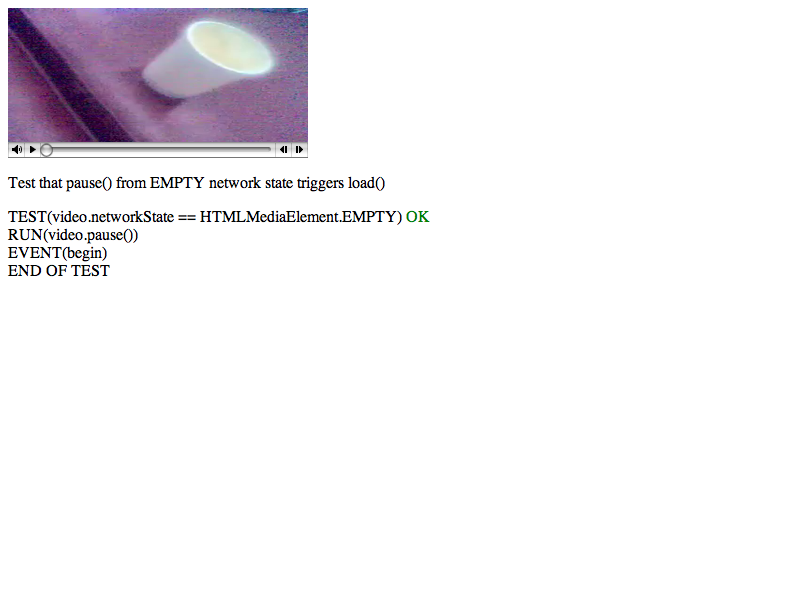 Test that pause() from EMPTY network state triggers load()
TEST(video.networkState == HTMLMediaElement.EMPTY) OK
RUN(video.pause())
EVENT(begin)
END OF TEST